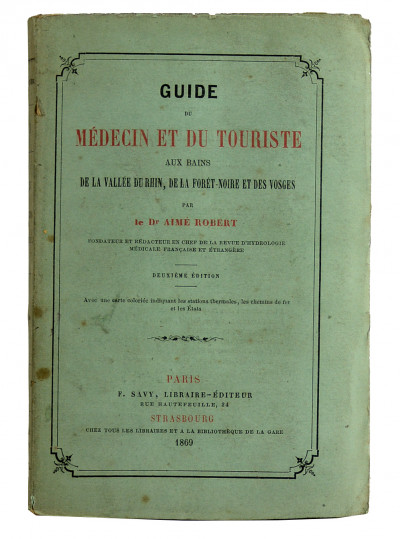 GUIDE
DU
MÉDECIN ET DU TOURISTE
AUX BAINS
DE LA VALLÉE DU RHIN, DE LA FORÊT-NOIRE ET DES VOSGES
PAR
le Dr AIMÉ ROBERT
FONDATEUR ET RÉDACTEUR EN CHEF DE LA REVUE D'HYDROLOGIE
MÉDICALE FRANÇAISE ET ÉTRANGÈRE
DEUXIÈME ÉDITION
Avec une carte coloriée indiquant les stations thermales, les chemins de fer
et les États
PARIS
F. SAVY, LIBRAIRE-ÉDITEUR
RUE HAUTEFEUILLE, 24
STRASBOURG
CHEZ TOUS LES LIBRAIRES ET A LA BIBLIOTHÈQUE DE LA GARE
1869